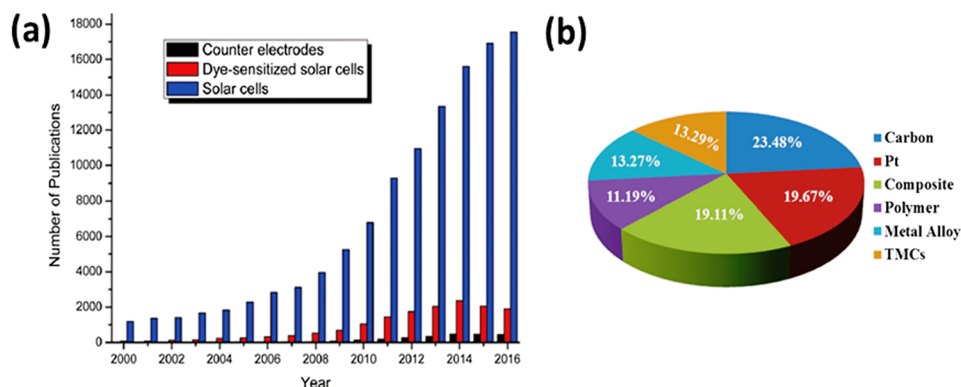 (a)
Counter electrodes
Dye-sensitized solar cells
Solar cells
Number of Publications
18000
16000
14000
12000
10000
8000
6000
4000
2000
0
2000 2002 2004 2006 2008 2010 2012 2014 2016
Year
(b)
13.29%
23.48%
13.27%
11.19%
19.67%
19.11%
Carbon
Pt
Composite
Polymer
Metal Alloy
TMCs